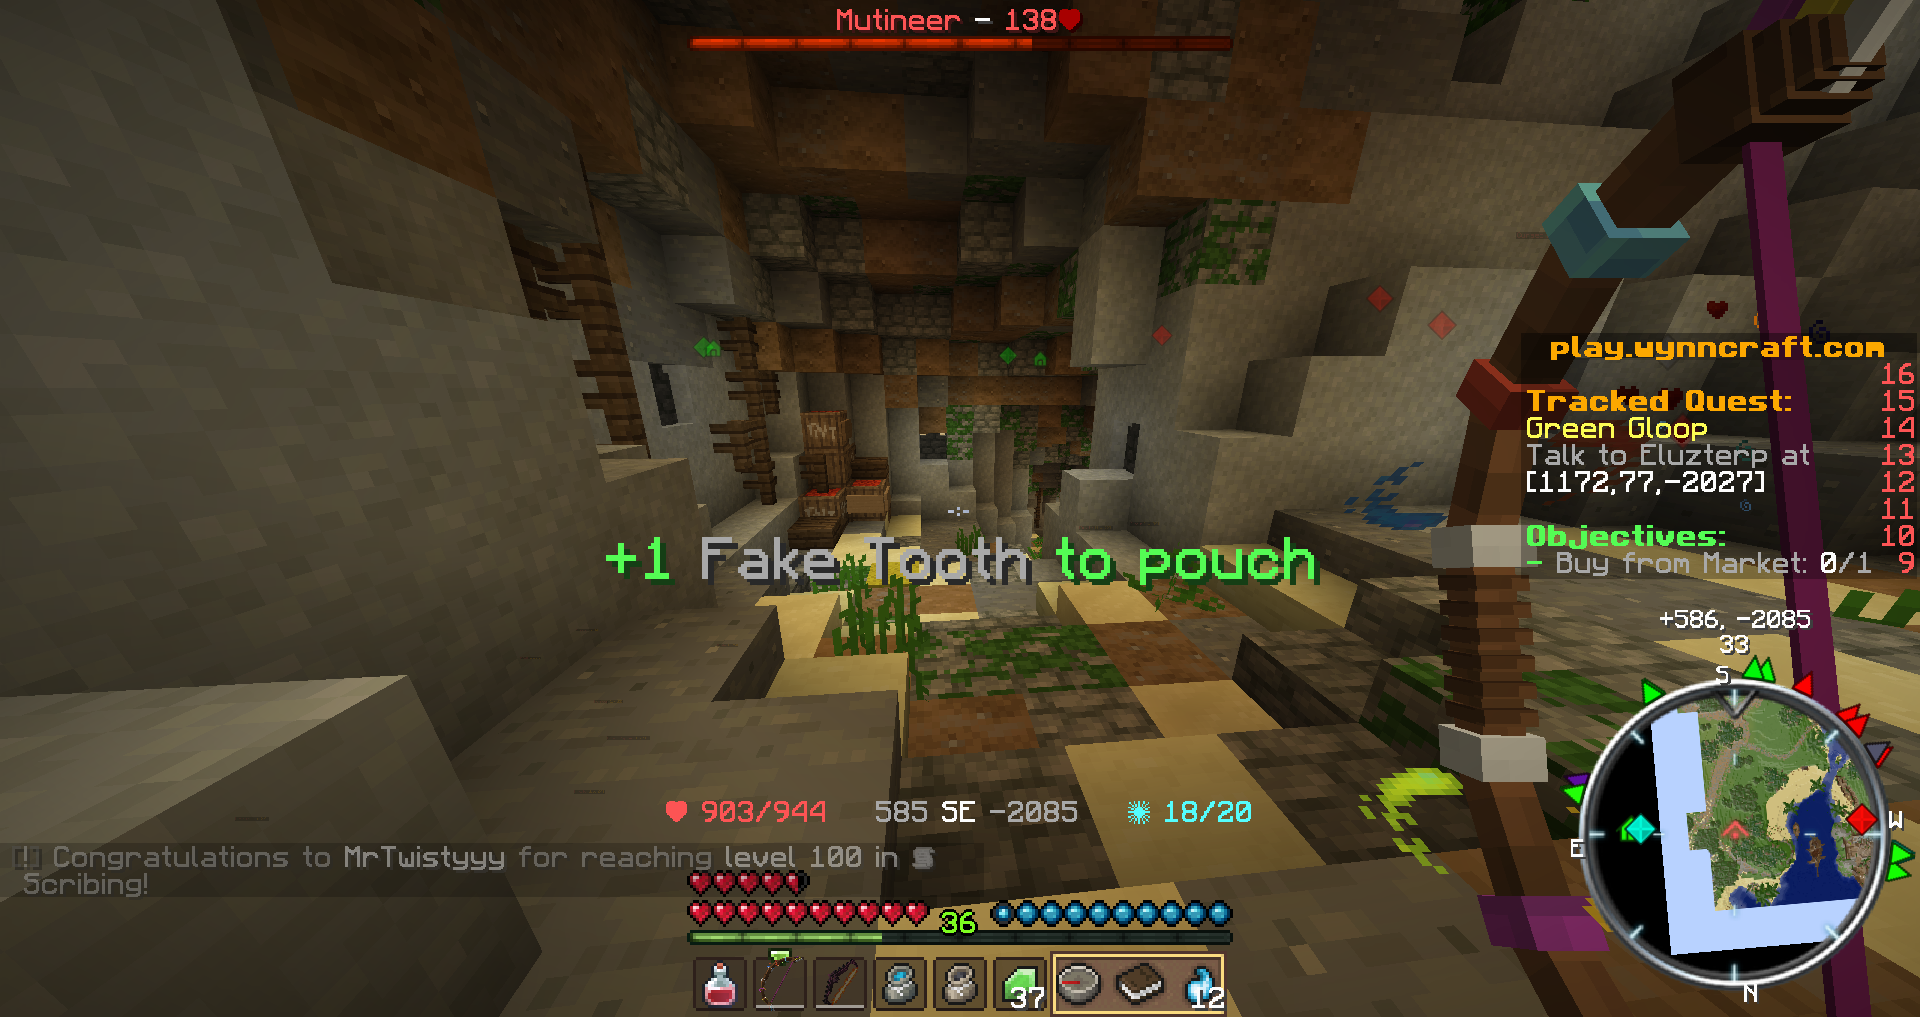 Mutineer - 138
TNT
play.wynncraft.com
16
Tracked Quest: 15
Green Gloop 14
Talk to Eluzterp at 13
[1172,77,-2027] 12
11
Objectives: 10
- Buy from Market: 0/1 9
+1 Fake Tooth to pouch
+586, -2085
33
S
W
E
N
903/944 585 SE -2085 18/20
[!] Congratulations to MrTwistyyy for reaching level 100 in
Scribing!
36
37
12